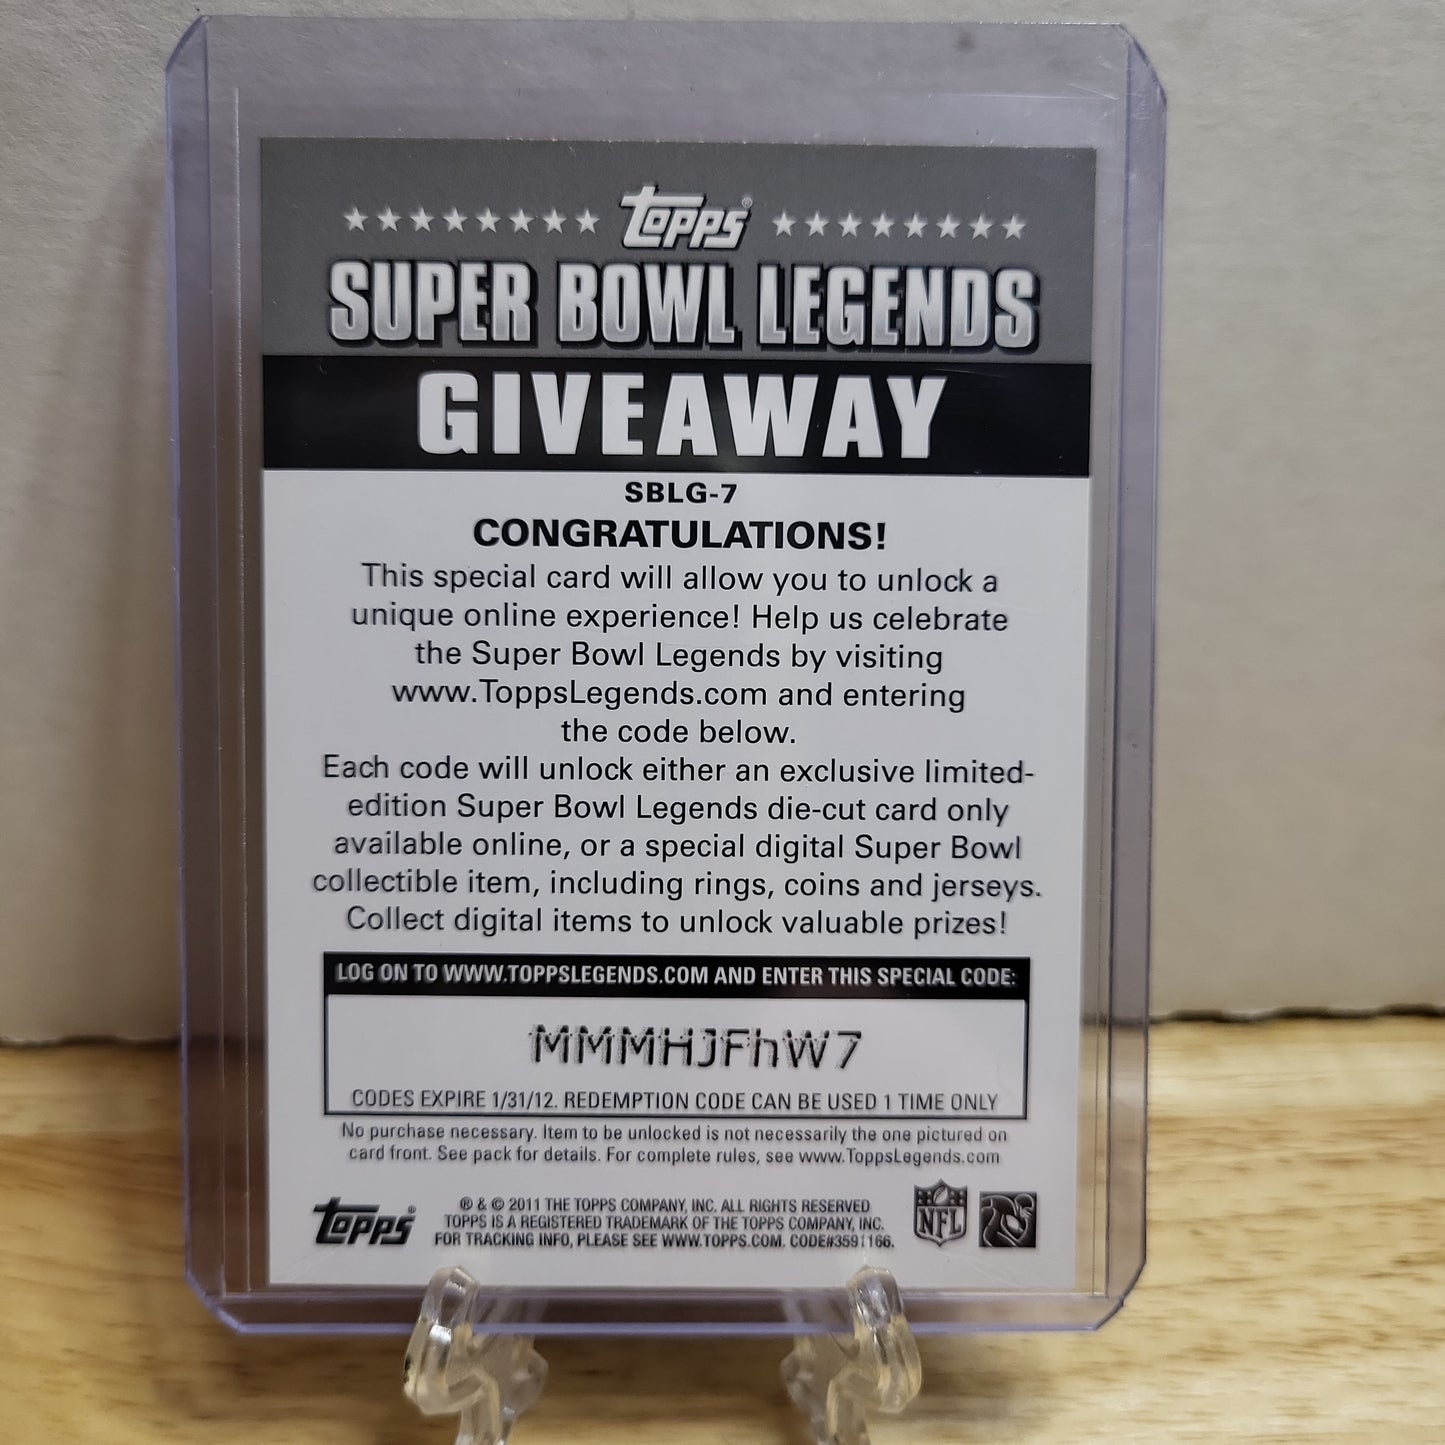 Topps®
SUPER BOWL LEGENDS
GIVEAWAY
SBLG-7
CONGRATULATIONS!
This special card will allow you to unlock a
unique online experience! Help us celebrate
the Super Bowl Legends by visiting
www.ToppsLegends.com and entering
the code below.
Each code will unlock either an exclusive limited-
edition Super Bowl Legends die-cut card only
available online, or a special digital Super Bowl
collectible item, including rings, coins and jerseys.
Collect digital items to unlock valuable prizes!
LOG ON TO WWW.TOPPSLEGENDS.COM AND ENTER THIS SPECIAL CODE:
MMMHJFhW7
CODES EXPIRE 1/31/12. REDEMPTION CODE CAN BE USED 1 TIME ONLY
No purchase necessary. Item to be unlocked is not necessarily the one pictured on
card front. See pack for details. For complete rules, see www.ToppsLegends.com
Topps®
® & © 2011 THE TOPPS COMPANY, INC. ALL RIGHTS RESERVED
TOPPS IS A REGISTERED TRADEMARK OF THE TOPPS COMPANY, INC.
FOR TRACKING INFO, PLEASE SEE WWW.TOPPS.COM. CODE#3591166.
NFL